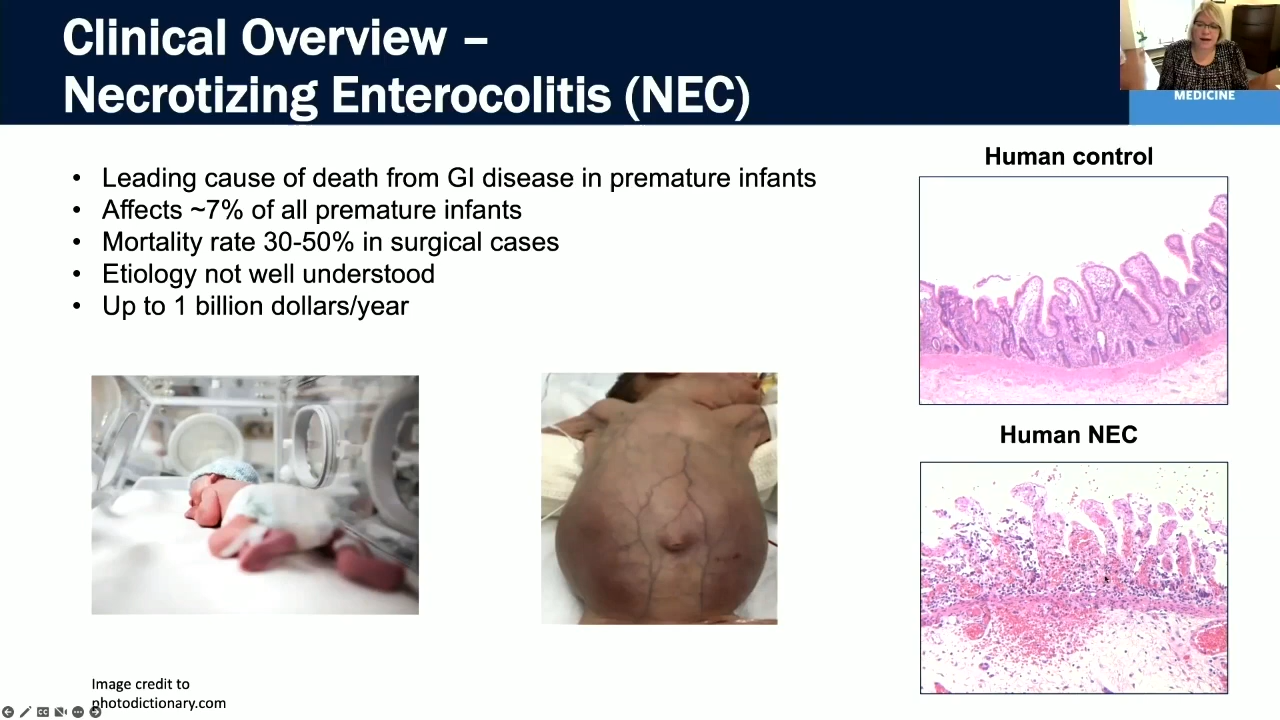 Clinical Overview –
Necrotizing Enterocolitis (NEC)
MEDICINE
• Leading cause of death from GI disease in premature infants
• Affects ~7% of all premature infants
• Mortality rate 30-50% in surgical cases
• Etiology not well understood
• Up to 1 billion dollars/year
Human control
Human NEC
Image credit to
photodictionary.com
CC